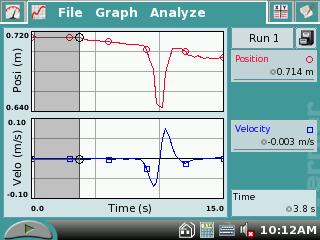 File Graph Analyze
0.720
Posi (m)
0.640
0.10
Velo (m/s)
-0.10
0.0
Time (s)
15.0
Run 1
Position
0.714 m
Velocity
-0.003 m/s
Time
3.8 s
10:12AM